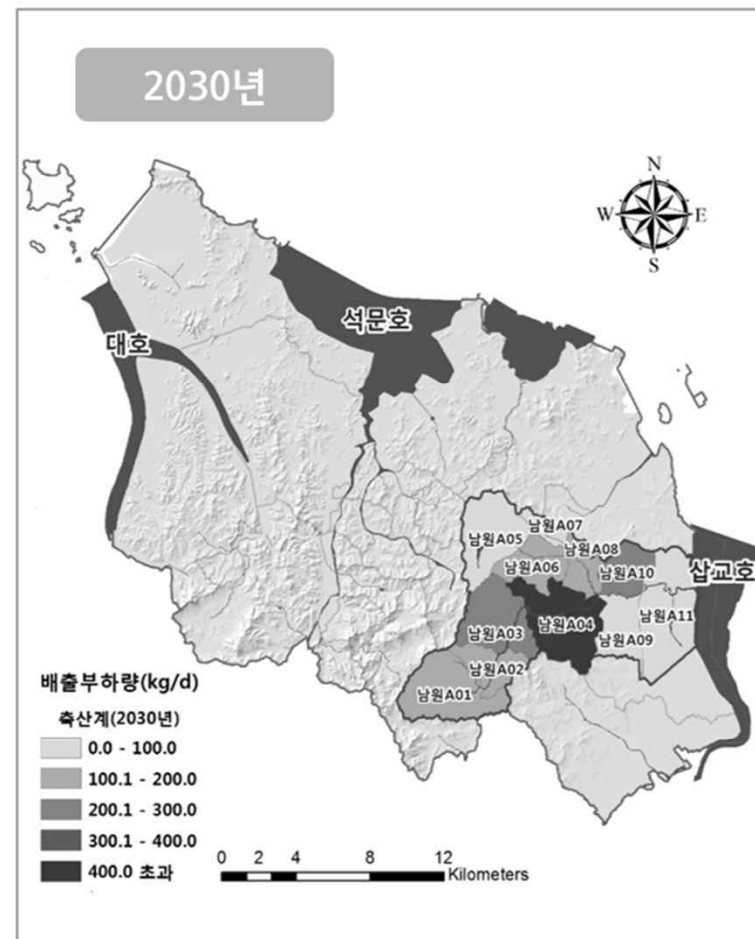 2030년
N
W E
S
석문호
대호
남원A07
남원A05
남원A08
남원A06
남원A10
삽교호
남원A11
남원A03
남원A04
남원A09
남원A02
남원A01
배출부하량(kg/d)
축산계(2030년)
0.0 - 100.0
100.1 - 200.0
200.1 - 300.0
300.1 - 400.0
400.0 초과
0 2 4 8 12
Kilometers